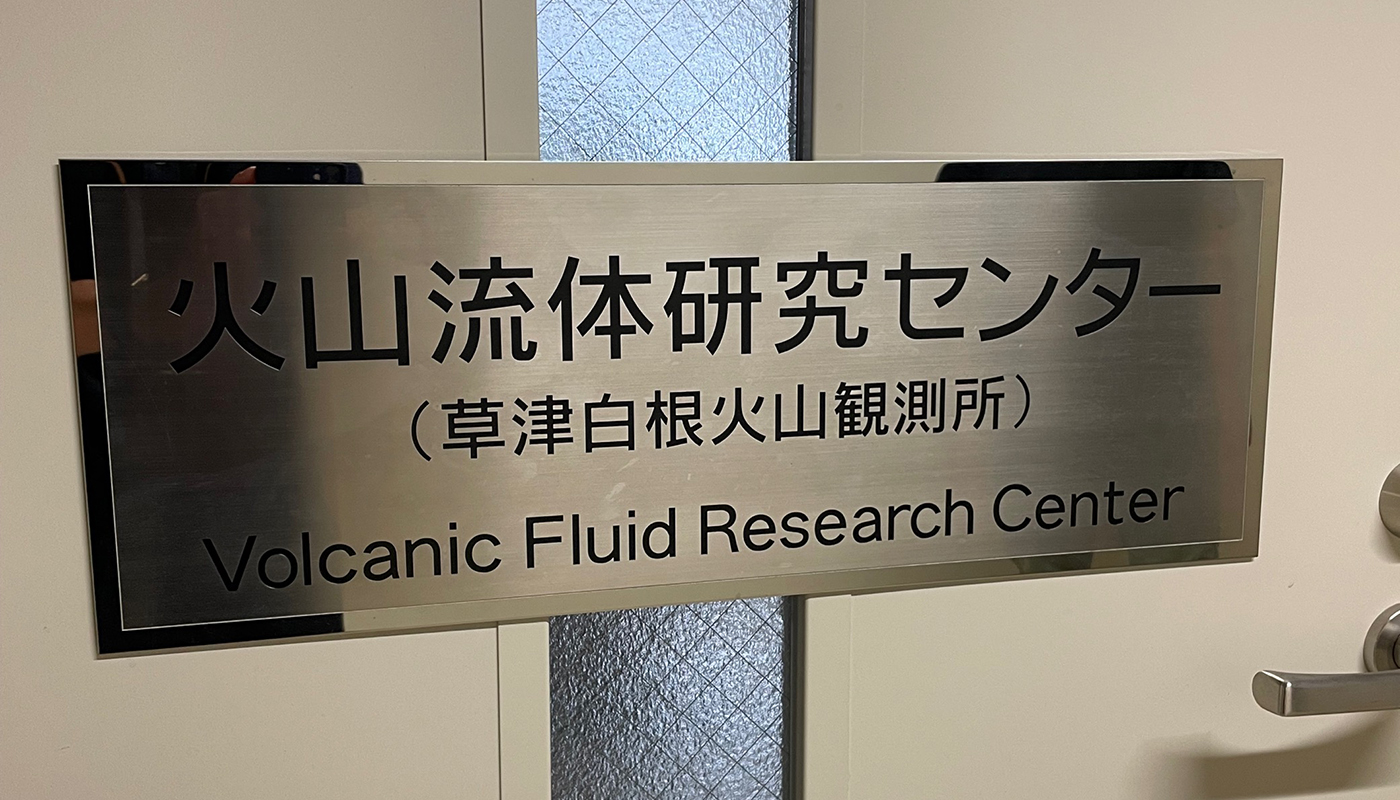 火山流体研究センター
（草津白根火山観測所）
Volcanic Fluid Research Center